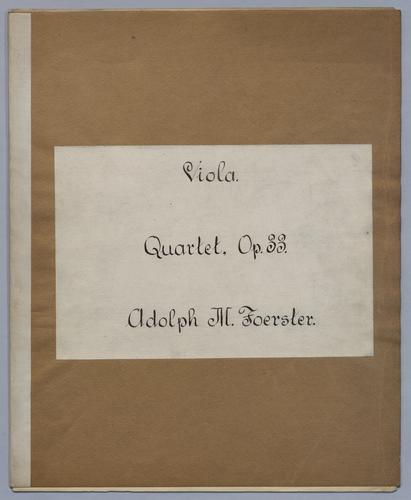 Viola.
Quartet, Op. 33.
Adolph M. Foerster.